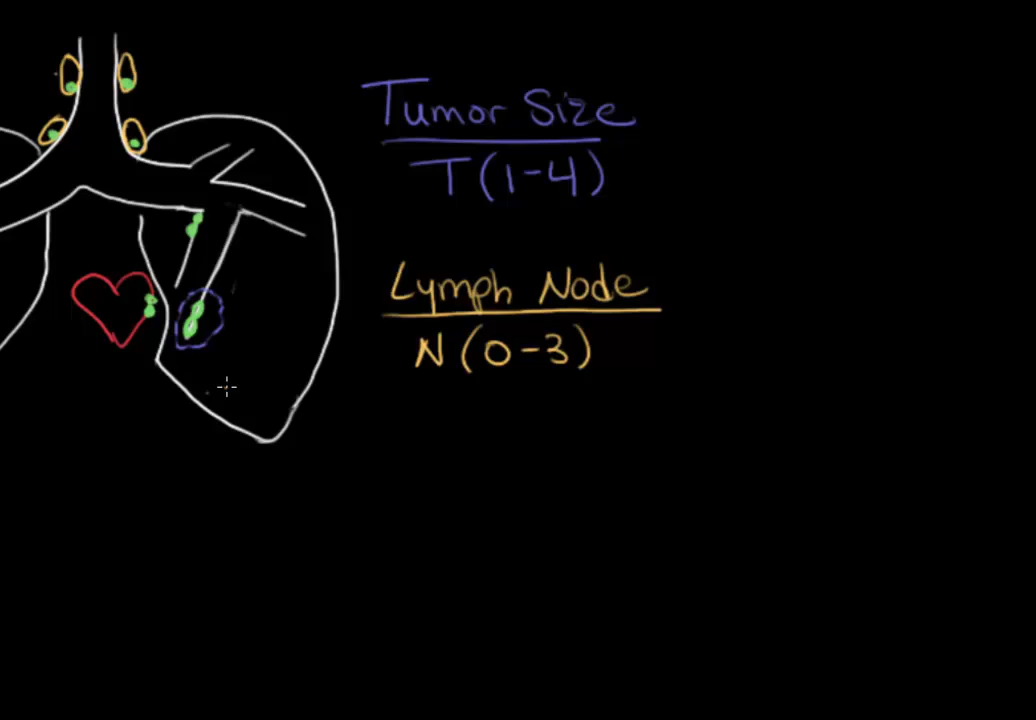 Tumor Size
T(1-4)
Lymph Node
N(0-3)